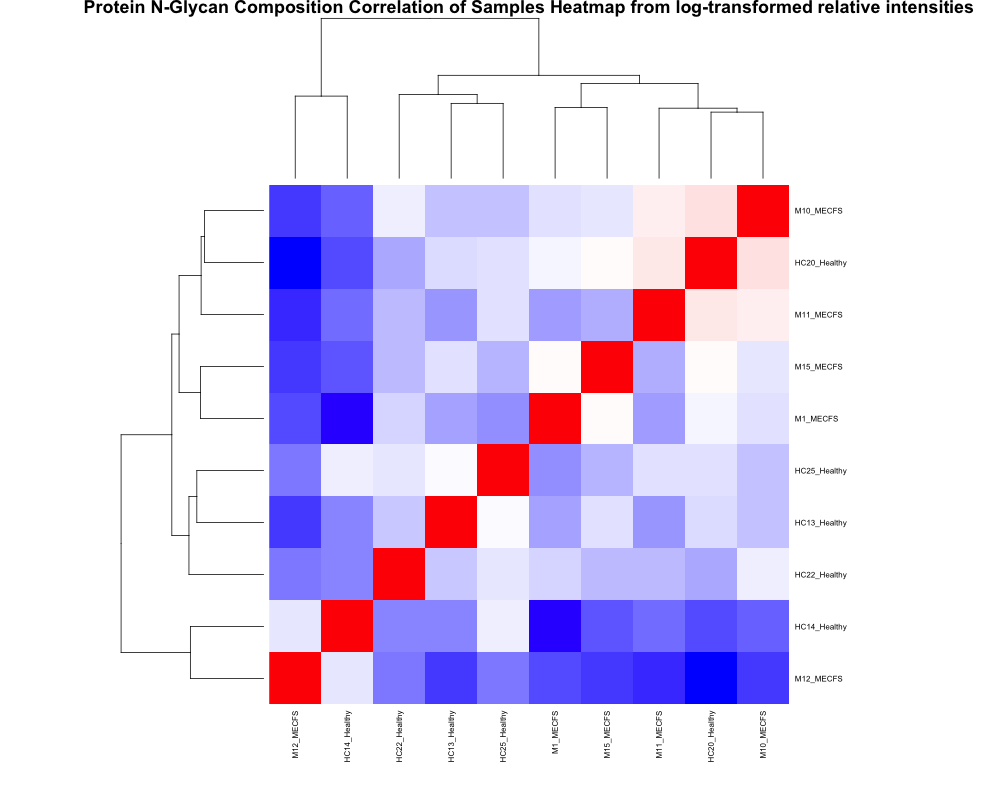 Protein N-Glycan Composition Correlation of Samples Heatmap from log-transformed relative intensities
M10_MECFS
HC20_Healthy
M11_MECFS
M15_MECFS
M1_MECFS
HC25_Healthy
HC13_Healthy
HC22_Healthy
HC14_Healthy
M12_MECFS
M12_MECFS
HC14_Healthy
HC22_Healthy
HC13_Healthy
HC25_Healthy
M1_MECFS
M15_MECFS
M11_MECFS
HC20_Healthy
M10_MECFS